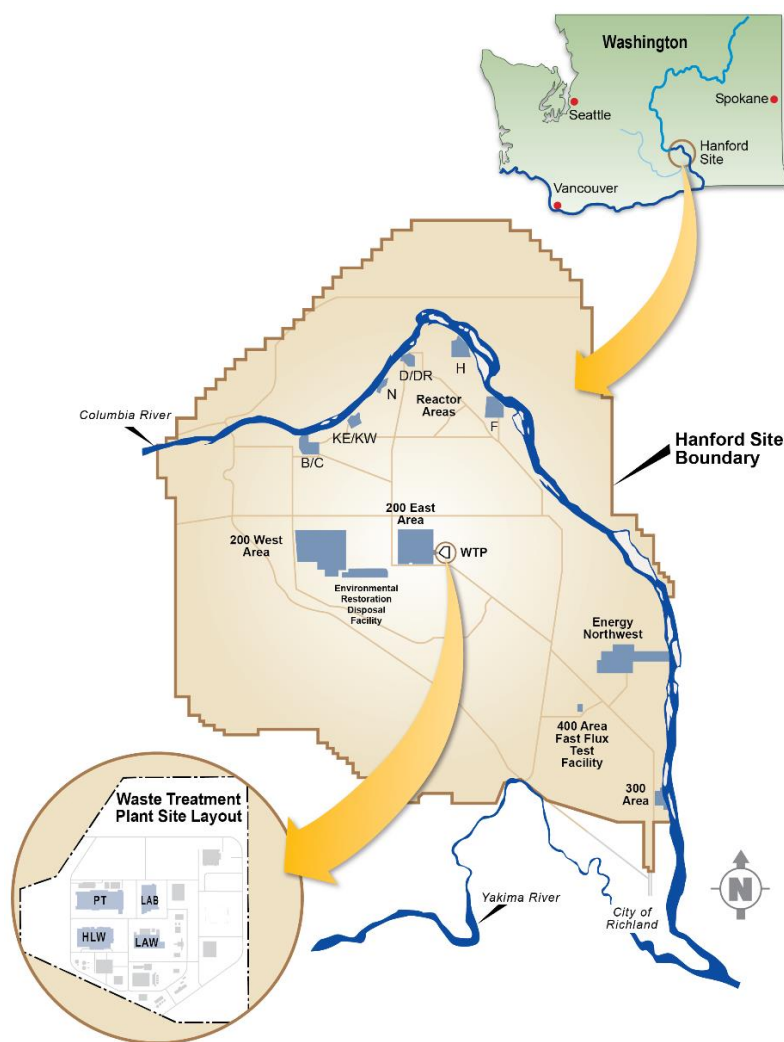 Washington
Seattle
Spokane
Hanford
Site
Vancouver
Columbia River
D/DR
H
N
Reactor
Areas
F
KE/KW
B/C
Hanford Site
Boundary
200 East
Area
200 West
Area
WTP
Environmental
Restoration
Disposal
Facility
Energy
Northwest
400 Area
Fast Flux
Test
Facility
300
Area
Waste Treatment
Plant Site Layout
PT
LAB
HLW
LAW
Yakima River
City of
Richland
N